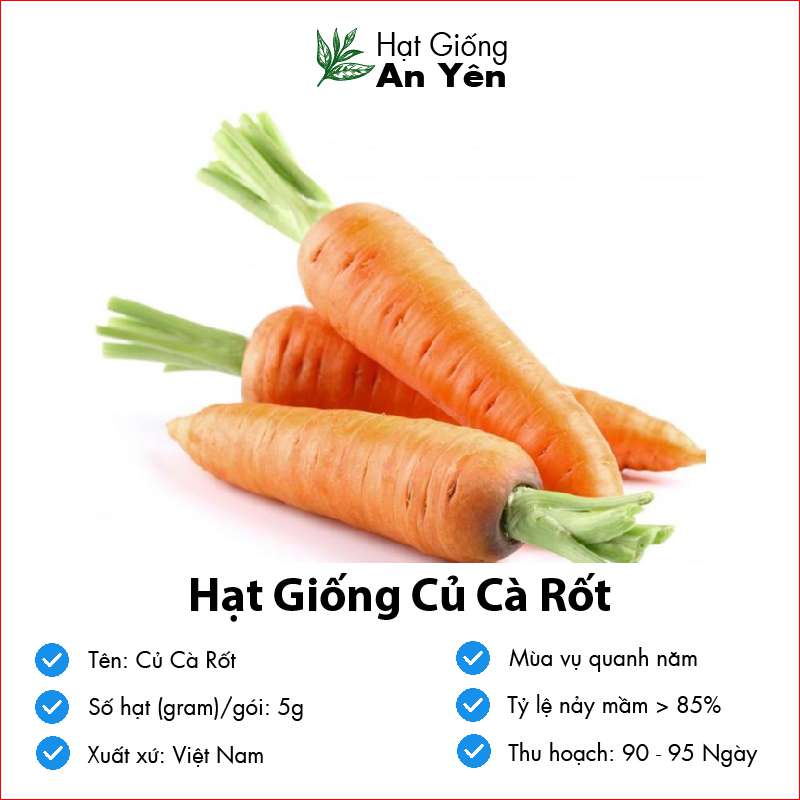 Hạt Giống
An Yên
Hạt Giống Củ Cà Rốt
Tên: Củ Cà Rốt
Số hạt (gram)/gói: 5g
Xuất xứ: Việt Nam
Mùa vụ quanh năm
Tỷ lệ nảy mầm > 85%
Thu hoạch: 90 - 95 Ngày